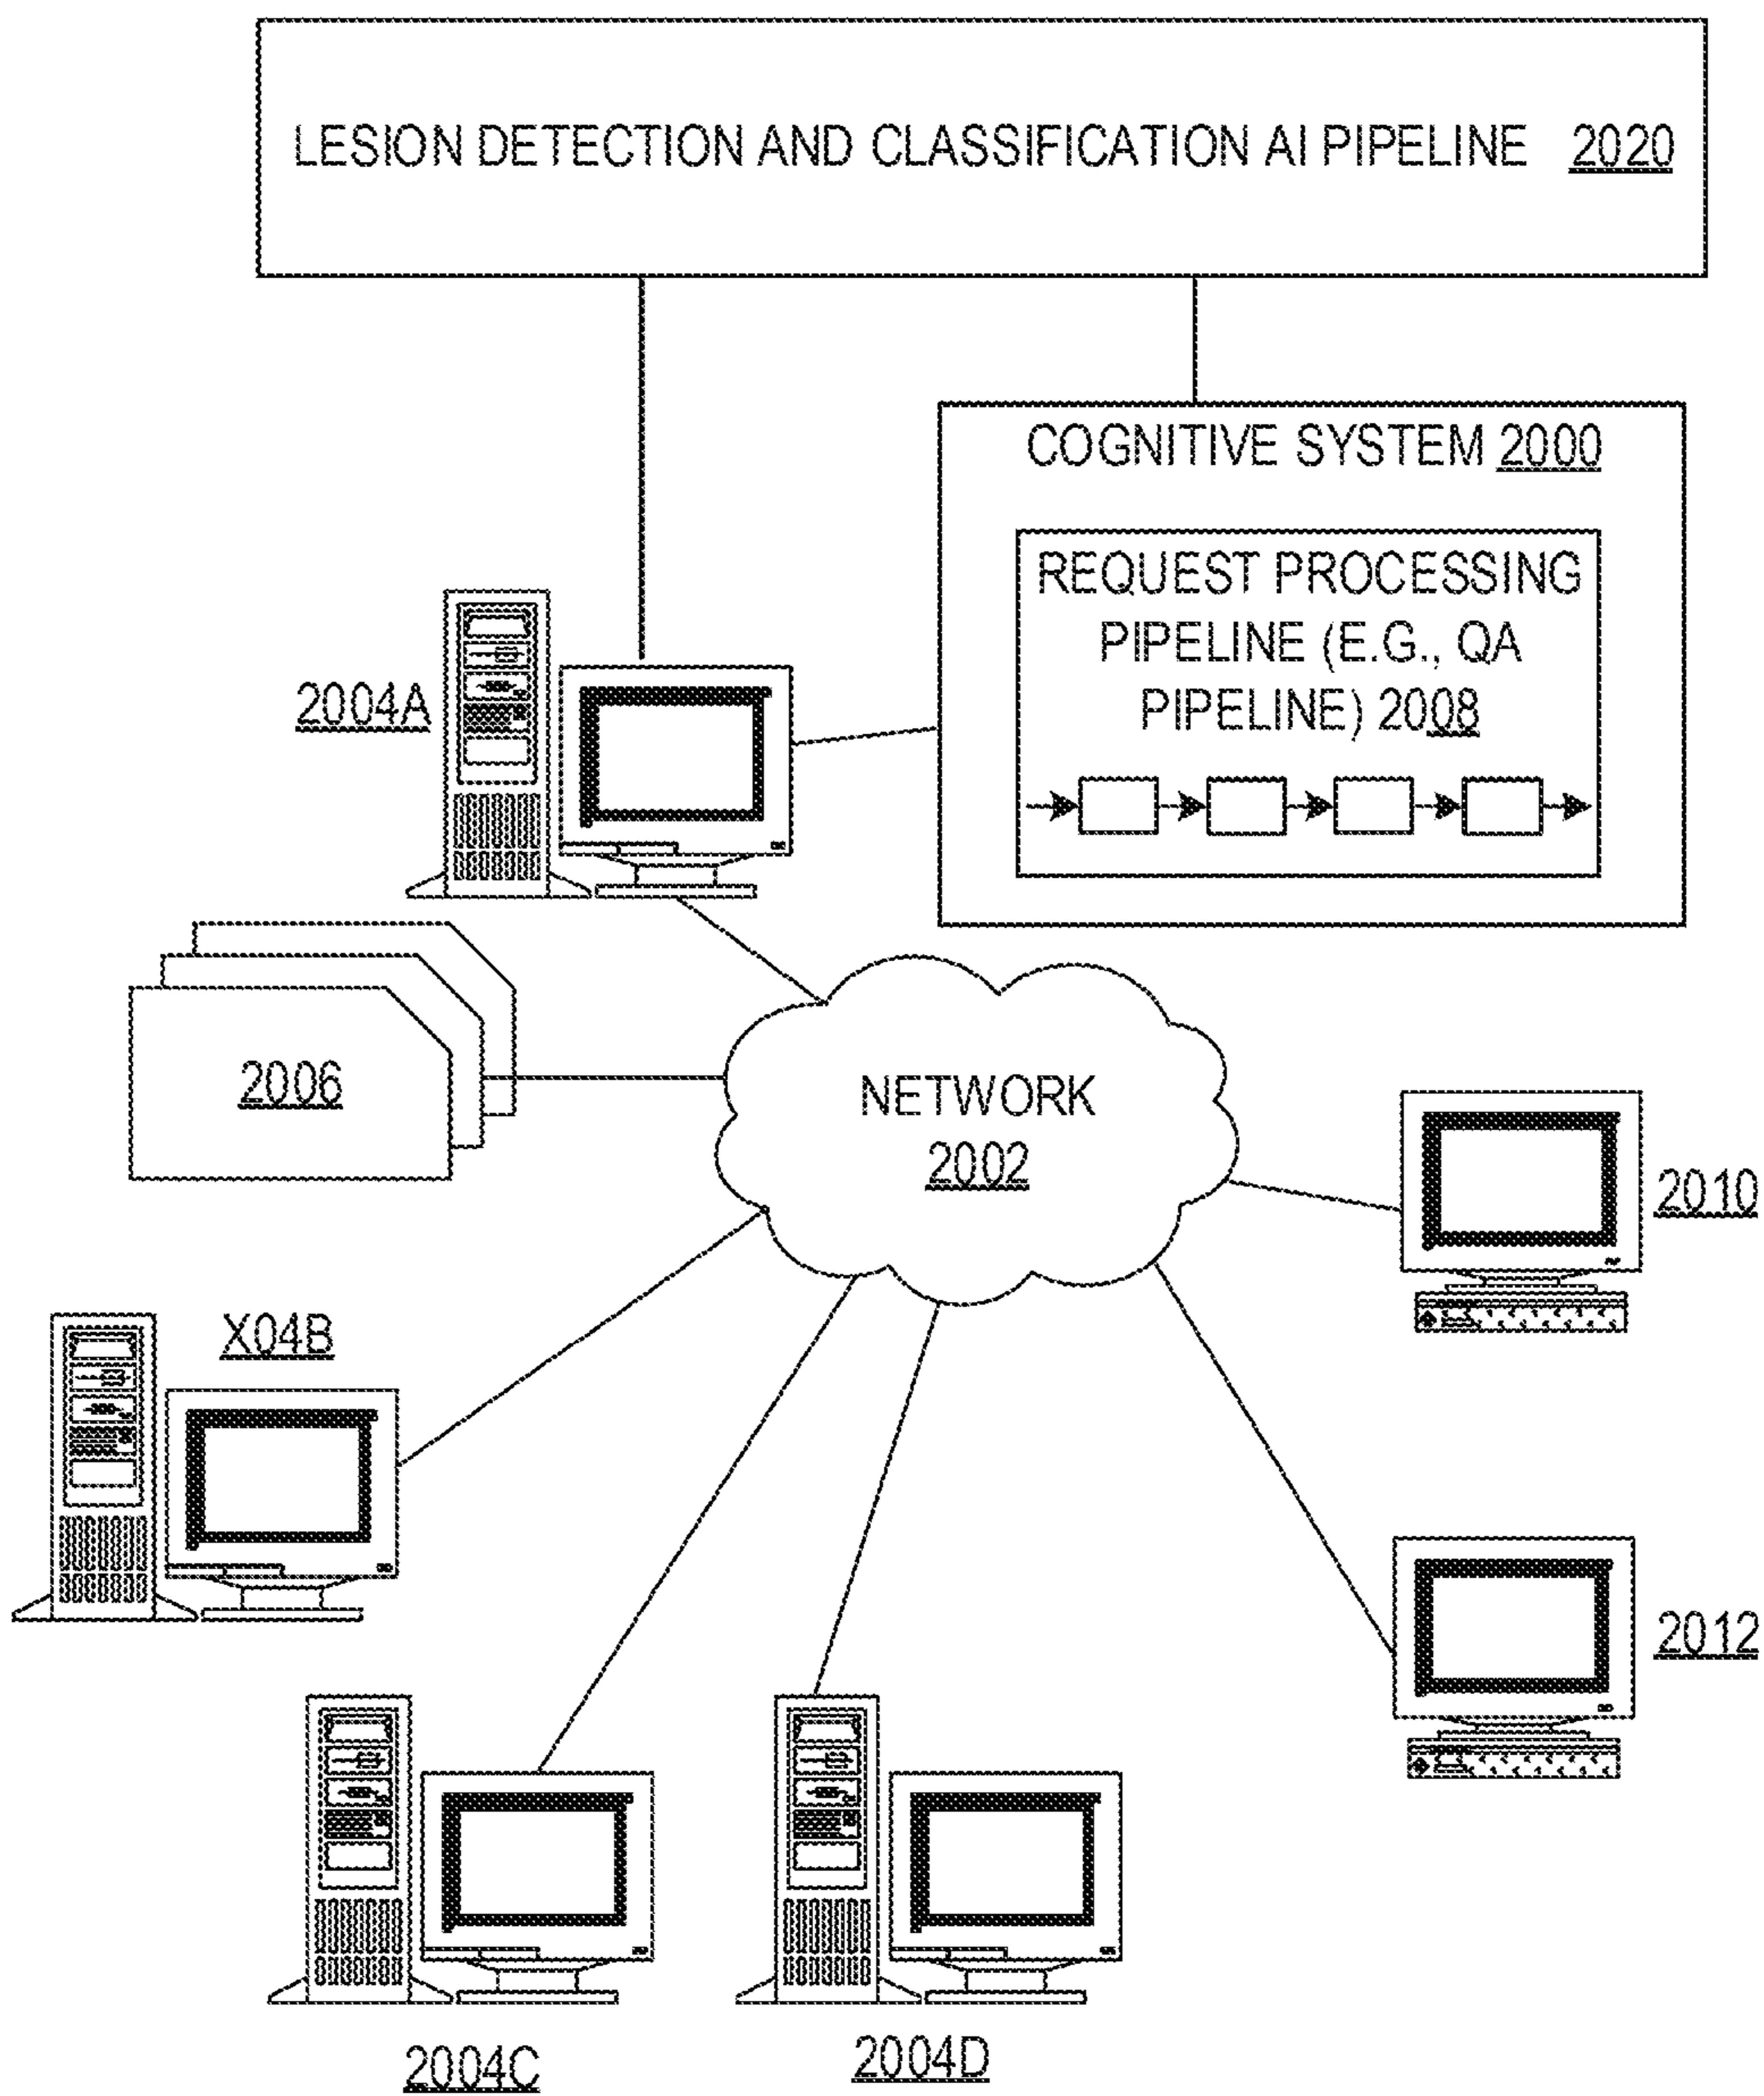 LESION DETECTION AND CLASSIFICATION AI PIPELINE 2020
COGNITIVE SYSTEM 2000
REQUEST PROCESSING
PIPELINE (E.G., QA
PIPELINE) 2008
2004A
2006
NETWORK
2002
2010
X04B
2012
2004C
2004D